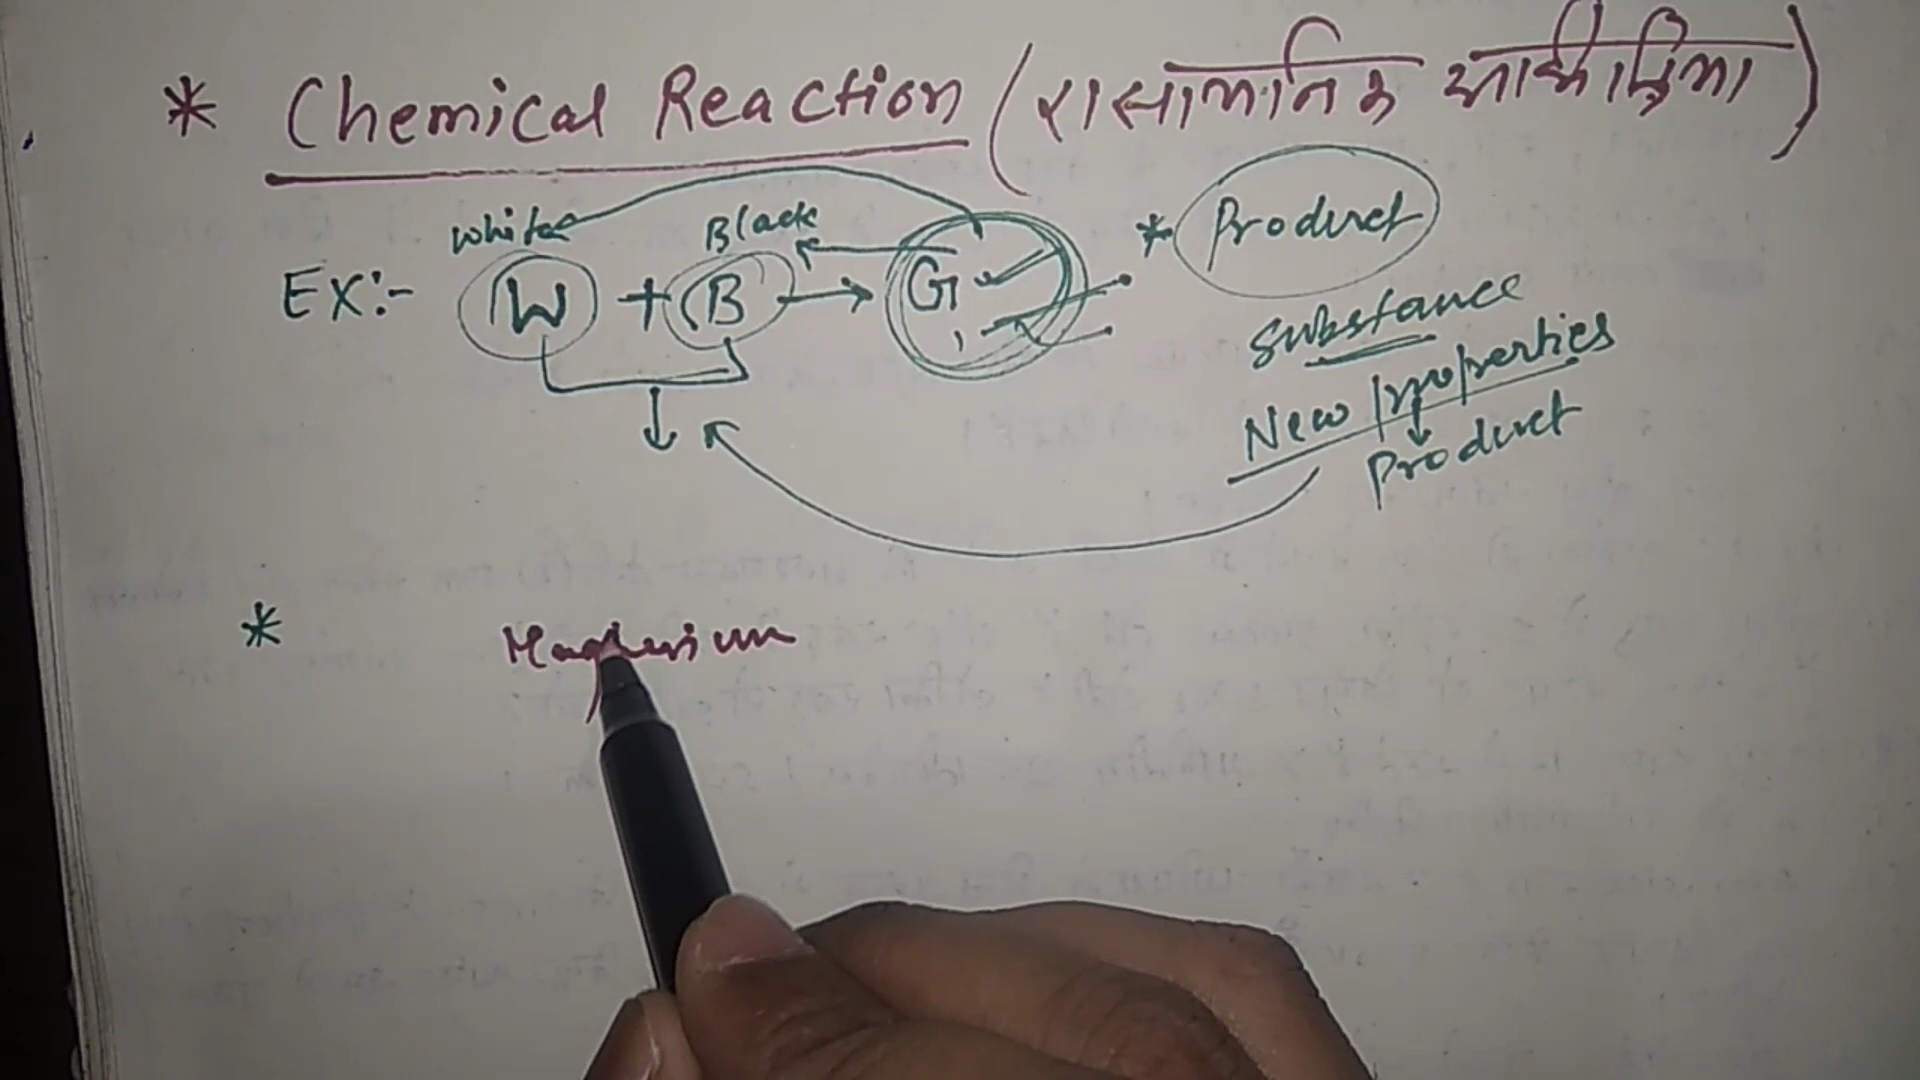 * Chemical Reaction (रासायनिक अभिक्रिया)
White Black
EX:- W + B → G * Product
Substance
New Properties
Product
* Magnesium